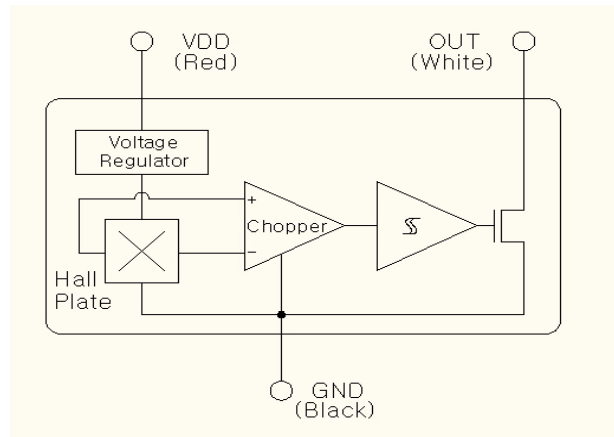 VDD
(Red)
OUT
(White)
Voltage
Regulator
+
Chopper
−
Hall
Plate
GND
(Black)